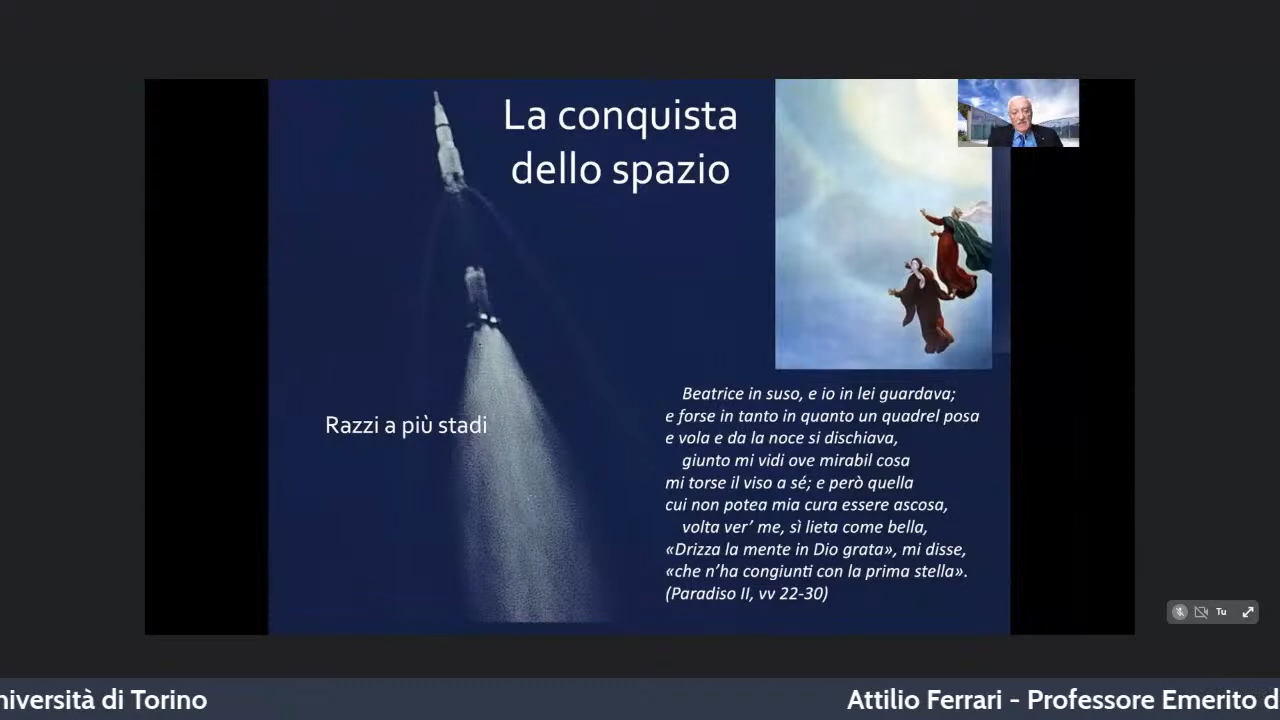 La conquista
dello spazio
Razzi a più stadi
Beatrice in suso, e io in lei guardava;
e forse in tanto in quanto un quadrel posa
e vola e da la noce si dischiava,
giunto mi vidi ove mirabil cosa
mi torse il viso a sé; e però quella
cui non potea mia cura essere ascosa,
volta ver’ me, sì lieta come bella,
«Drizza la mente in Dio grata», mi disse,
«che n’ha congiunti con la prima stella».
(Paradiso II, vv 22-30)
Tu
niversità di Torino
Attilio Ferrari - Professore Emerito d